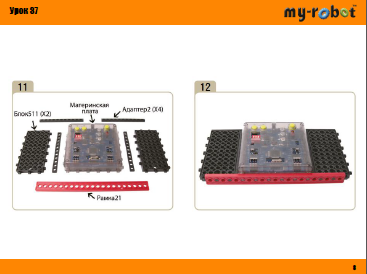 Урок 37
my-robot
11
12
Материнская
плата
Адаптер2 (X4)
Блок511 (X2)
Рамка21
8